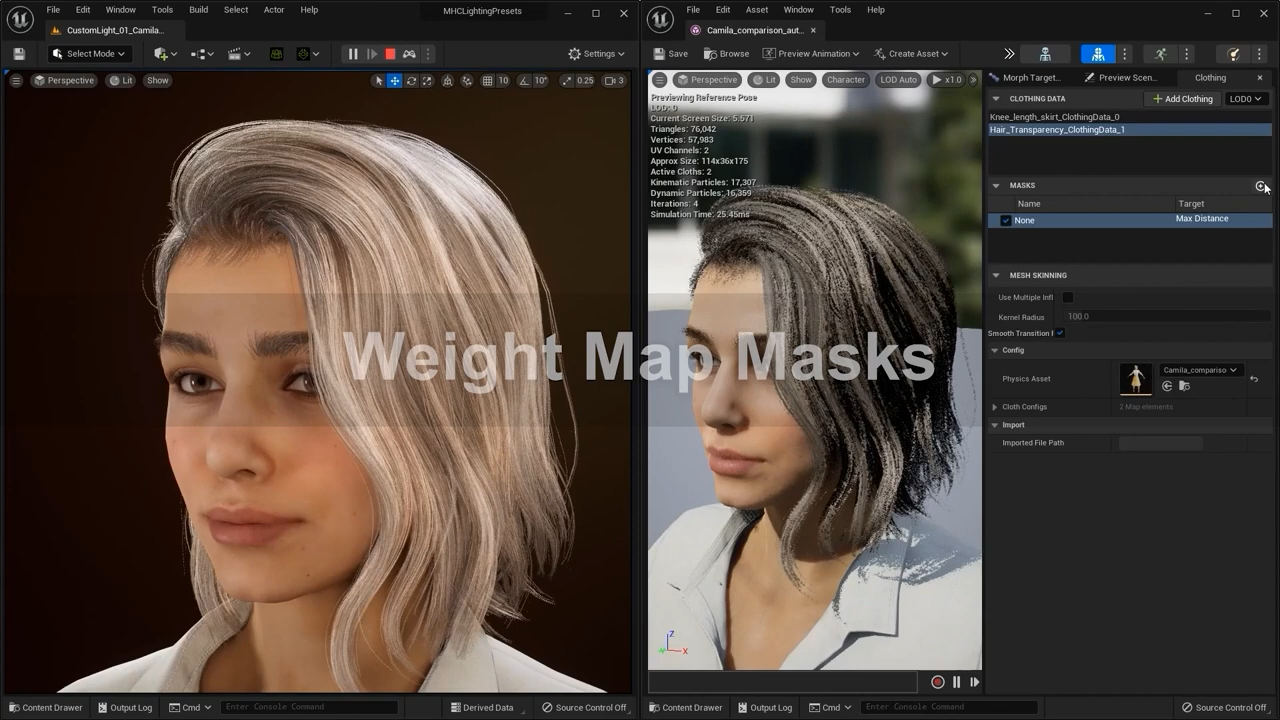 File Edit Window Tools Build Select Actor Help MHCLightingPresets
CustomLight_01_Camila...
Select Mode Settings
Perspective Lit Show 10 10° 0.25 3
File Edit Asset Window Tools Help
Camila_comparison_aut...
Save Browse Preview Animation Create Asset
Perspective Lit Show Character LOD Auto x1.0
Previewing Reference Pose
LOD: 0
Current Screen Size: 5.571
Triangles: 76,042
Vertices: 57,983
UV Channels: 2
Approx Size: 114x36x175
Active Cloths: 2
Kinematic Particles: 17,307
Dynamic Particles: 16,359
Iterations: 4
Simulation Time: 25.45ms
Morph Target... Preview Scen... Clothing
CLOTHING DATA Add Clothing LOD0
Knee_length_skirt_ClothingData_0
Hair_Transparency_ClothingData_1
MASKS
Name Target
None Max Distance
MESH SKINNING
Use Multiple Infl
Kernel Radius 100.0
Smooth Transition
Config
Physics Asset Camila_compariso
Cloth Configs 2 Map elements
Import
Imported File Path
Weight Map Masks
Z
X
Content Drawer Output Log Cmd Enter Console Command Derived Data Source Control Off
Content Drawer Output Log Cmd Enter Console Command Source Control Off